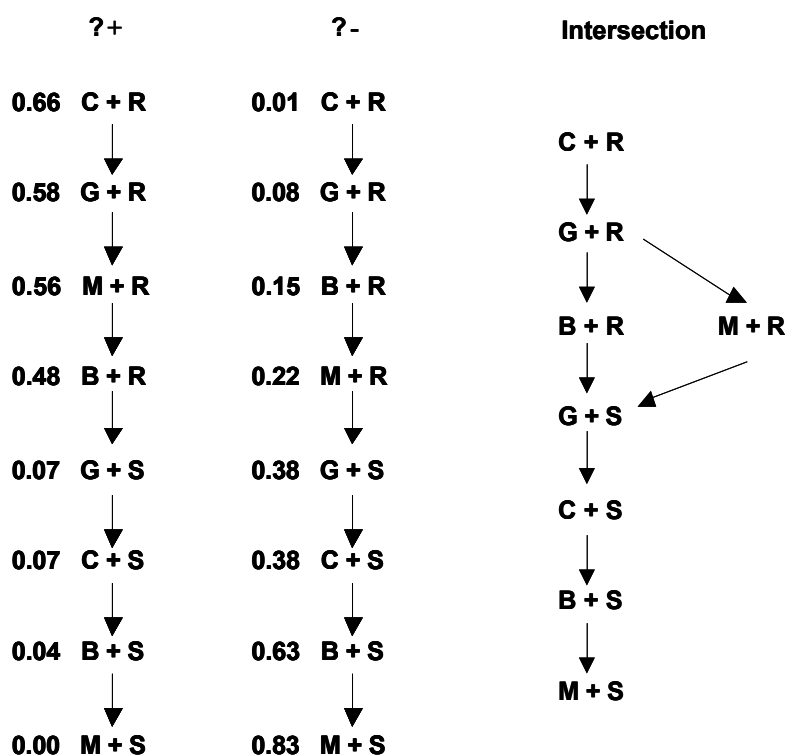 ?+
0.66 C + R
0.58 G + R
0.56 M + R
0.48 B + R
0.07 G + S
0.07 C + S
0.04 B + S
0.00 M + S
?-
0.01 C + R
0.08 G + R
0.15 B + R
0.22 M + R
0.38 G + S
0.38 C + S
0.63 B + S
0.83 M + S
Intersection
C + R
G + R
B + R M + R
G + S
C + S
B + S
M + S